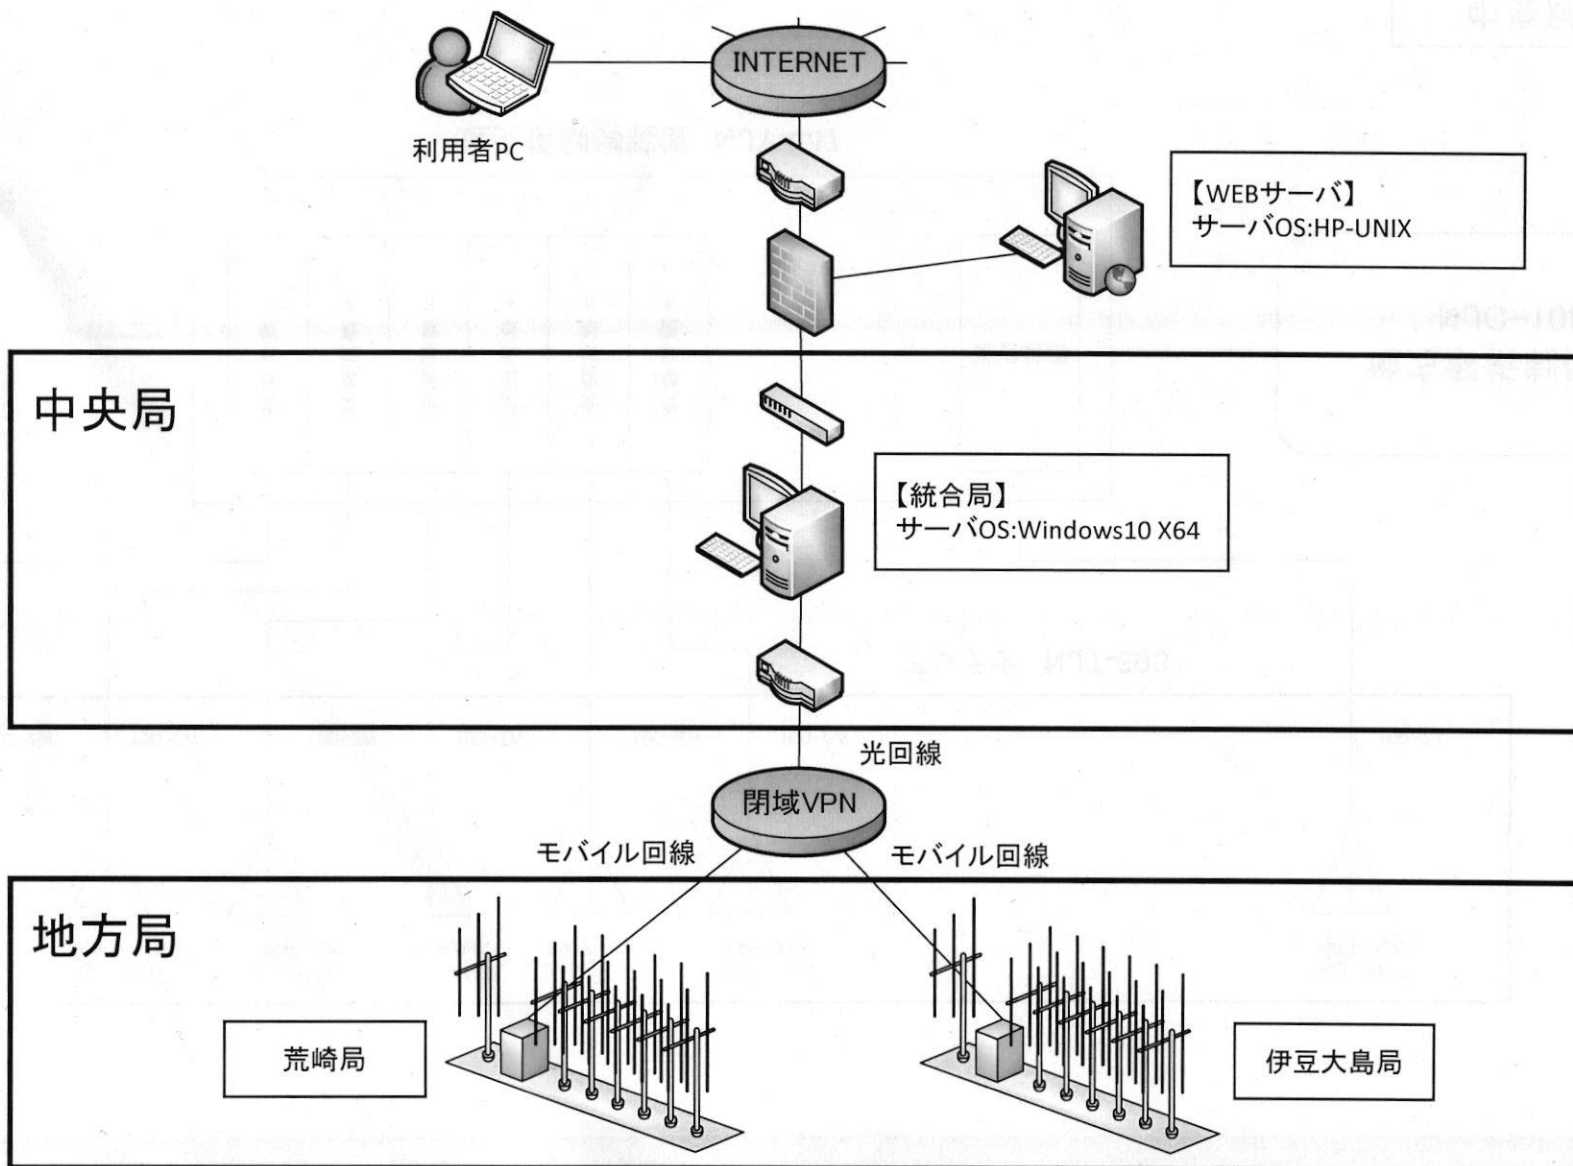 INTERNET
利用者PC
【WEBサーバ】
サーバOS:HP-UNIX
中央局
【統合局】
サーバOS:Windows10 X64
光回線
閉域VPN
モバイル回線
モバイル回線
地方局
荒崎局
伊豆大島局